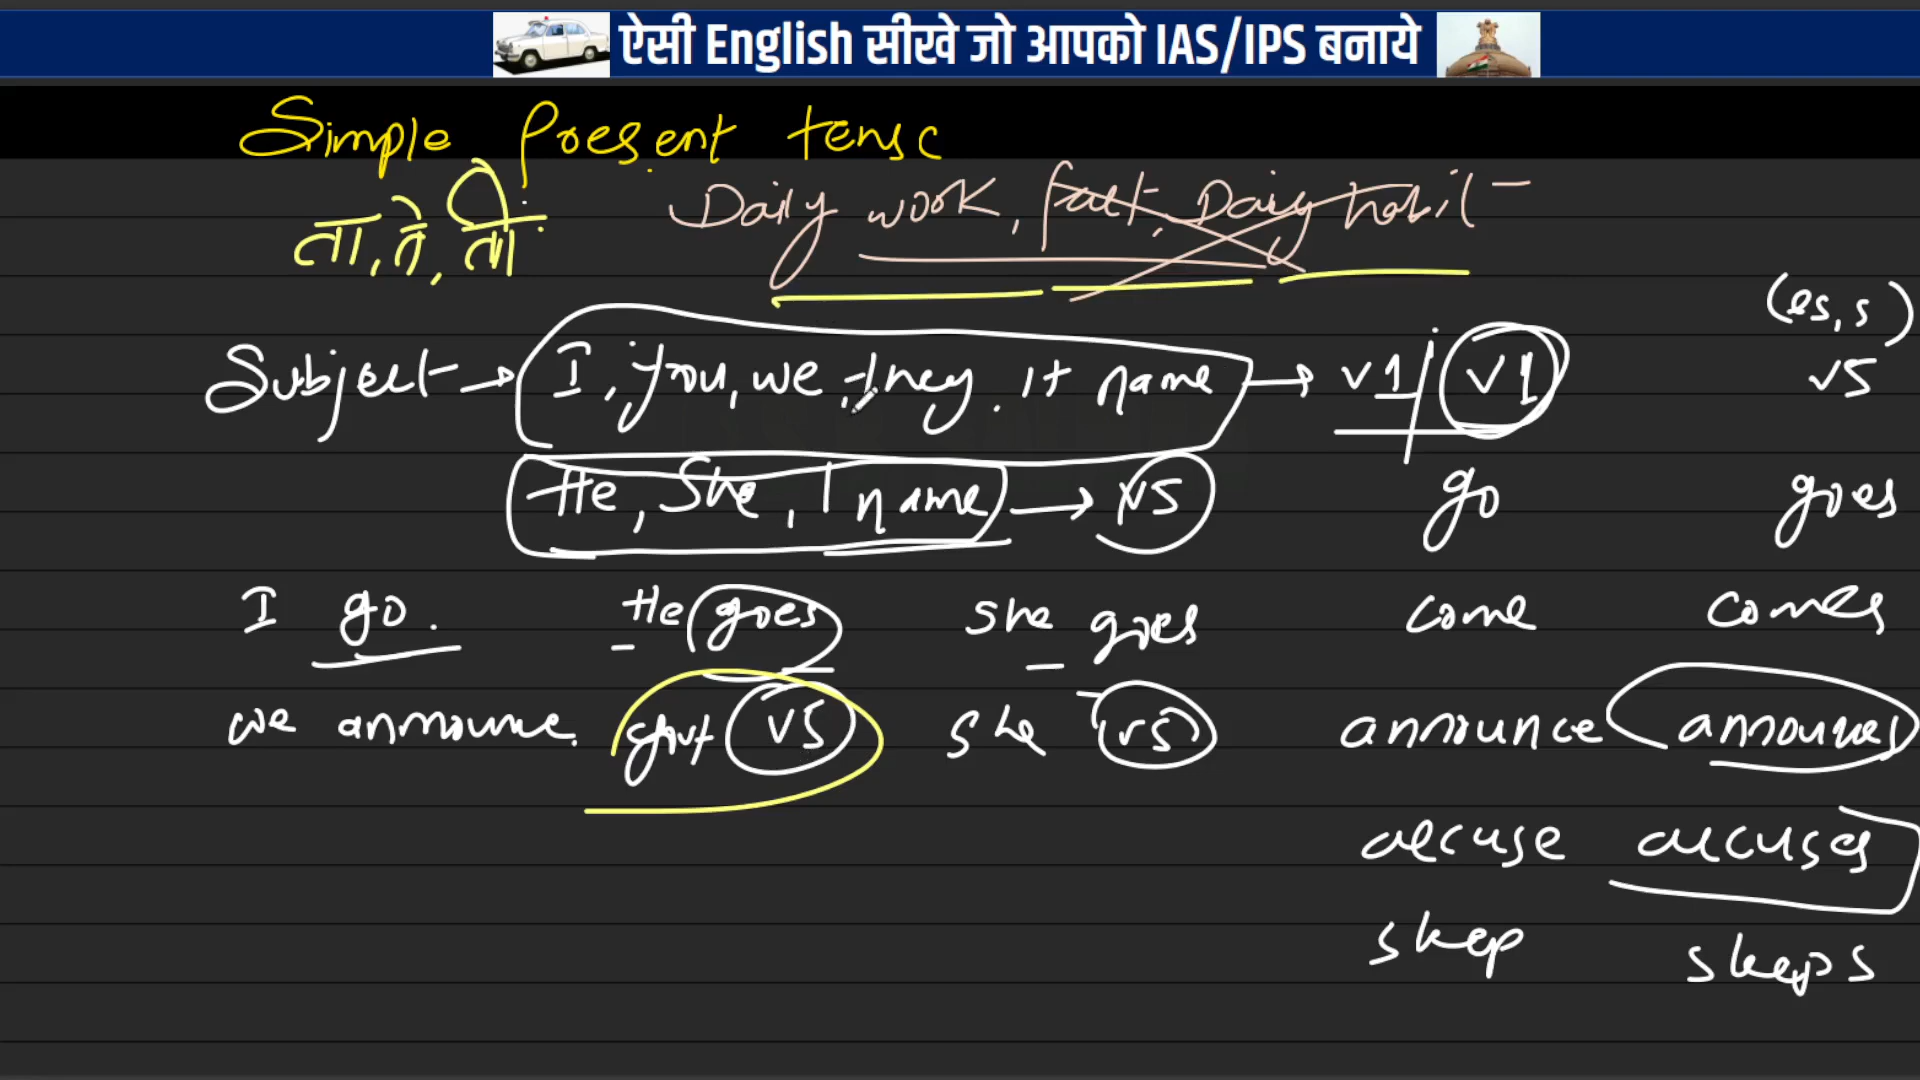 ऐसी English सीखे जो आपको IAS/IPS बनाये
Simple Present tense
ता, ते, ती
Daily work, fact, Daily habit
(es, s)
Subject → I, you, we, they. it name → v1/ v1 v5
He, She, 1 name → v5 go goes
I go. He goes she goes come comes
we announce. govt v5 she v5 announce announces
accuse accuses
sleep sleeps